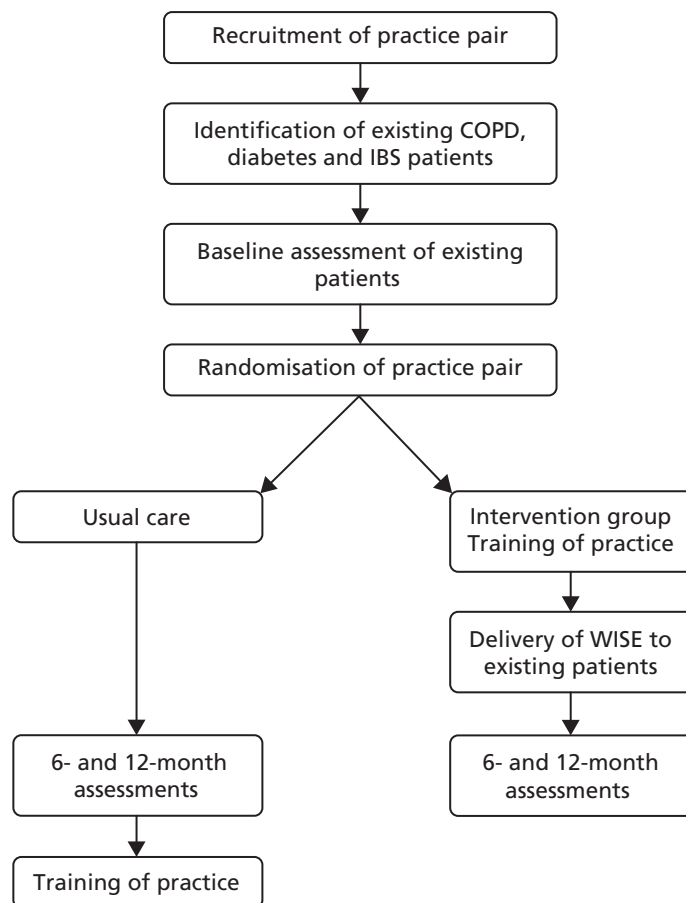 Recruitment of practice pair
Identification of existing COPD,
diabetes and IBS patients
Baseline assessment of existing
patients
Randomisation of practice pair
Usual care
6- and 12-month
assessments
Training of practice
Intervention group
Training of practice
Delivery of WISE to
existing patients
6- and 12-month
assessments